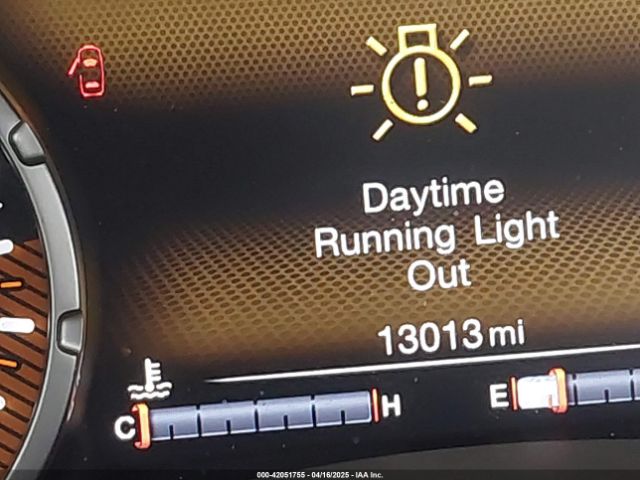 Daytime
Running Light
Out
13013 mi
C H E
000-42051755 - 04/16/2025 - IAA Inc.